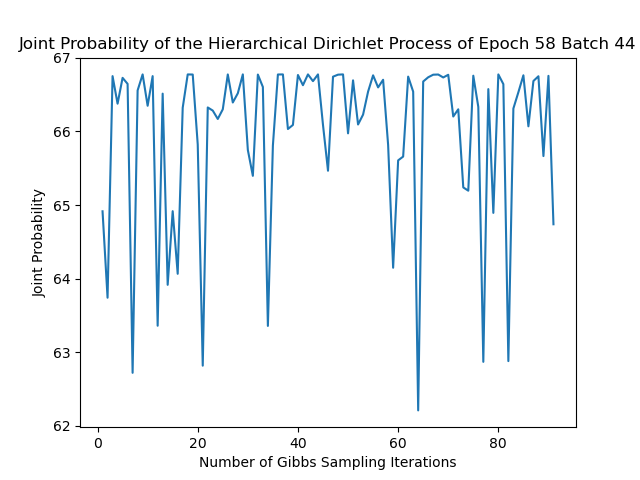 Joint Probability of the Hierarchical Dirichlet Process of Epoch 58 Batch 44
67
66
65
64
63
62
Joint Probability
0 20 40 60 80
Number of Gibbs Sampling Iterations